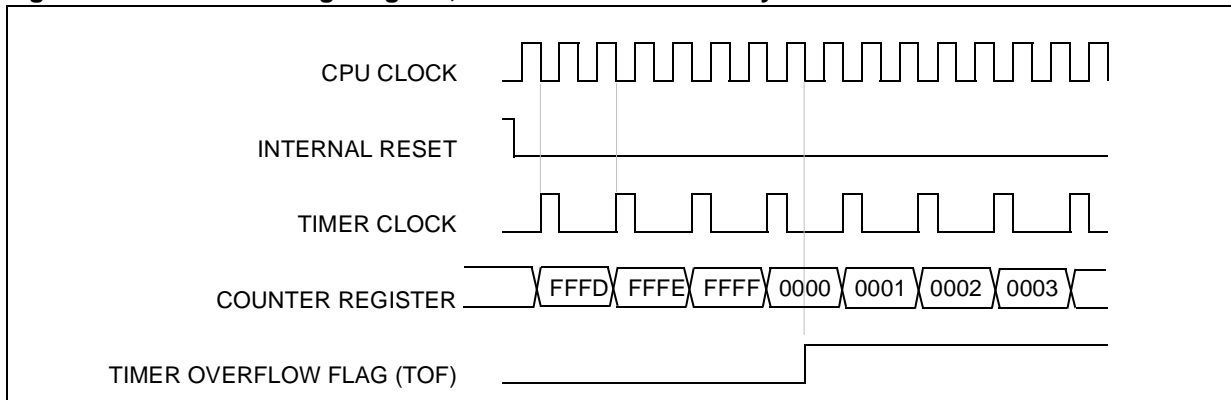 CPU CLOCK
INTERNAL RESET
TIMER CLOCK
FFFD FFFE FFFF 0000 0001 0002 0003
COUNTER REGISTER
TIMER OVERFLOW FLAG (TOF)